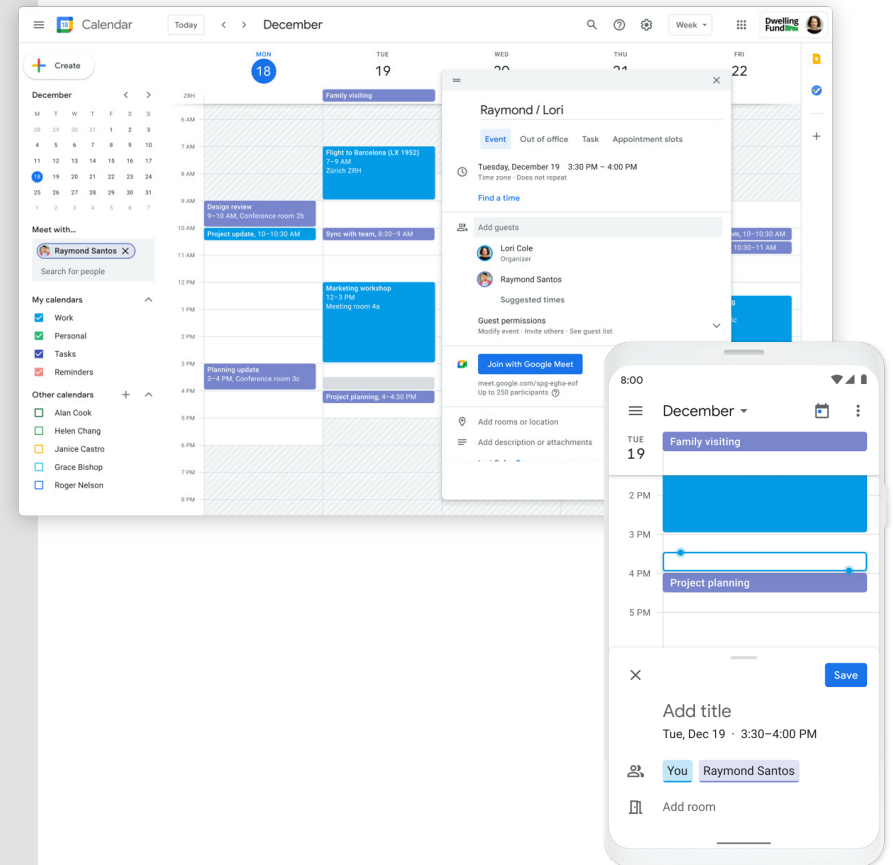 18
Calendar
Today
December
Week
Dwelling
Fund
Create
December
M T W T F S S
28 29 30 31 1 2 3
4 5 6 7 8 9 10
11 12 13 14 15 16 17
18 19 20 21 22 23 24
25 26 27 28 29 30 31
1 2 3 4 5 6 7
Meet with...
Raymond Santos
Search for people
My calendars
Work
Personal
Tasks
Reminders
Other calendars
Alan Cook
Helen Chang
Janice Castro
Grace Bishop
Roger Nelson
MON
18
TUE
19
WED
20
THU
21
FRI
22
ZRH
6 AM
7 AM
8 AM
9 AM
10 AM
11 AM
12 PM
1 PM
2 PM
3 PM
4 PM
5 PM
6 PM
7 PM
8 PM
Design review
9–10 AM, Conference room 2b
Project update, 10–10:30 AM
Planning update
3–4 PM, Conference room 3c
Family visiting
Flight to Barcelona (LX 1952)
7–9 AM
Zürich ZRH
Sync with team, 8:30–9 AM
Marketing workshop
12–3 PM
Meeting room 4a
Project planning, 4–4:30 PM
10–10:30 AM
10:30–11 AM
Raymond / Lori
Event
Out of office
Task
Appointment slots
Tuesday, December 19 3:30 PM – 4:00 PM
Time zone · Does not repeat
Find a time
Add guests
Lori Cole
Organizer
Raymond Santos
Suggested times
Guest permissions
Modify event · Invite others · See guest list
Join with Google Meet
meet.google.com/spg-egha-eof
Up to 250 participants
Add rooms or location
Add description or attachments
8:00
December
TUE
19
Family visiting
2 PM
3 PM
4 PM
Project planning
5 PM
Save
Add title
Tue, Dec 19 · 3:30–4:00 PM
You
Raymond Santos
Add room